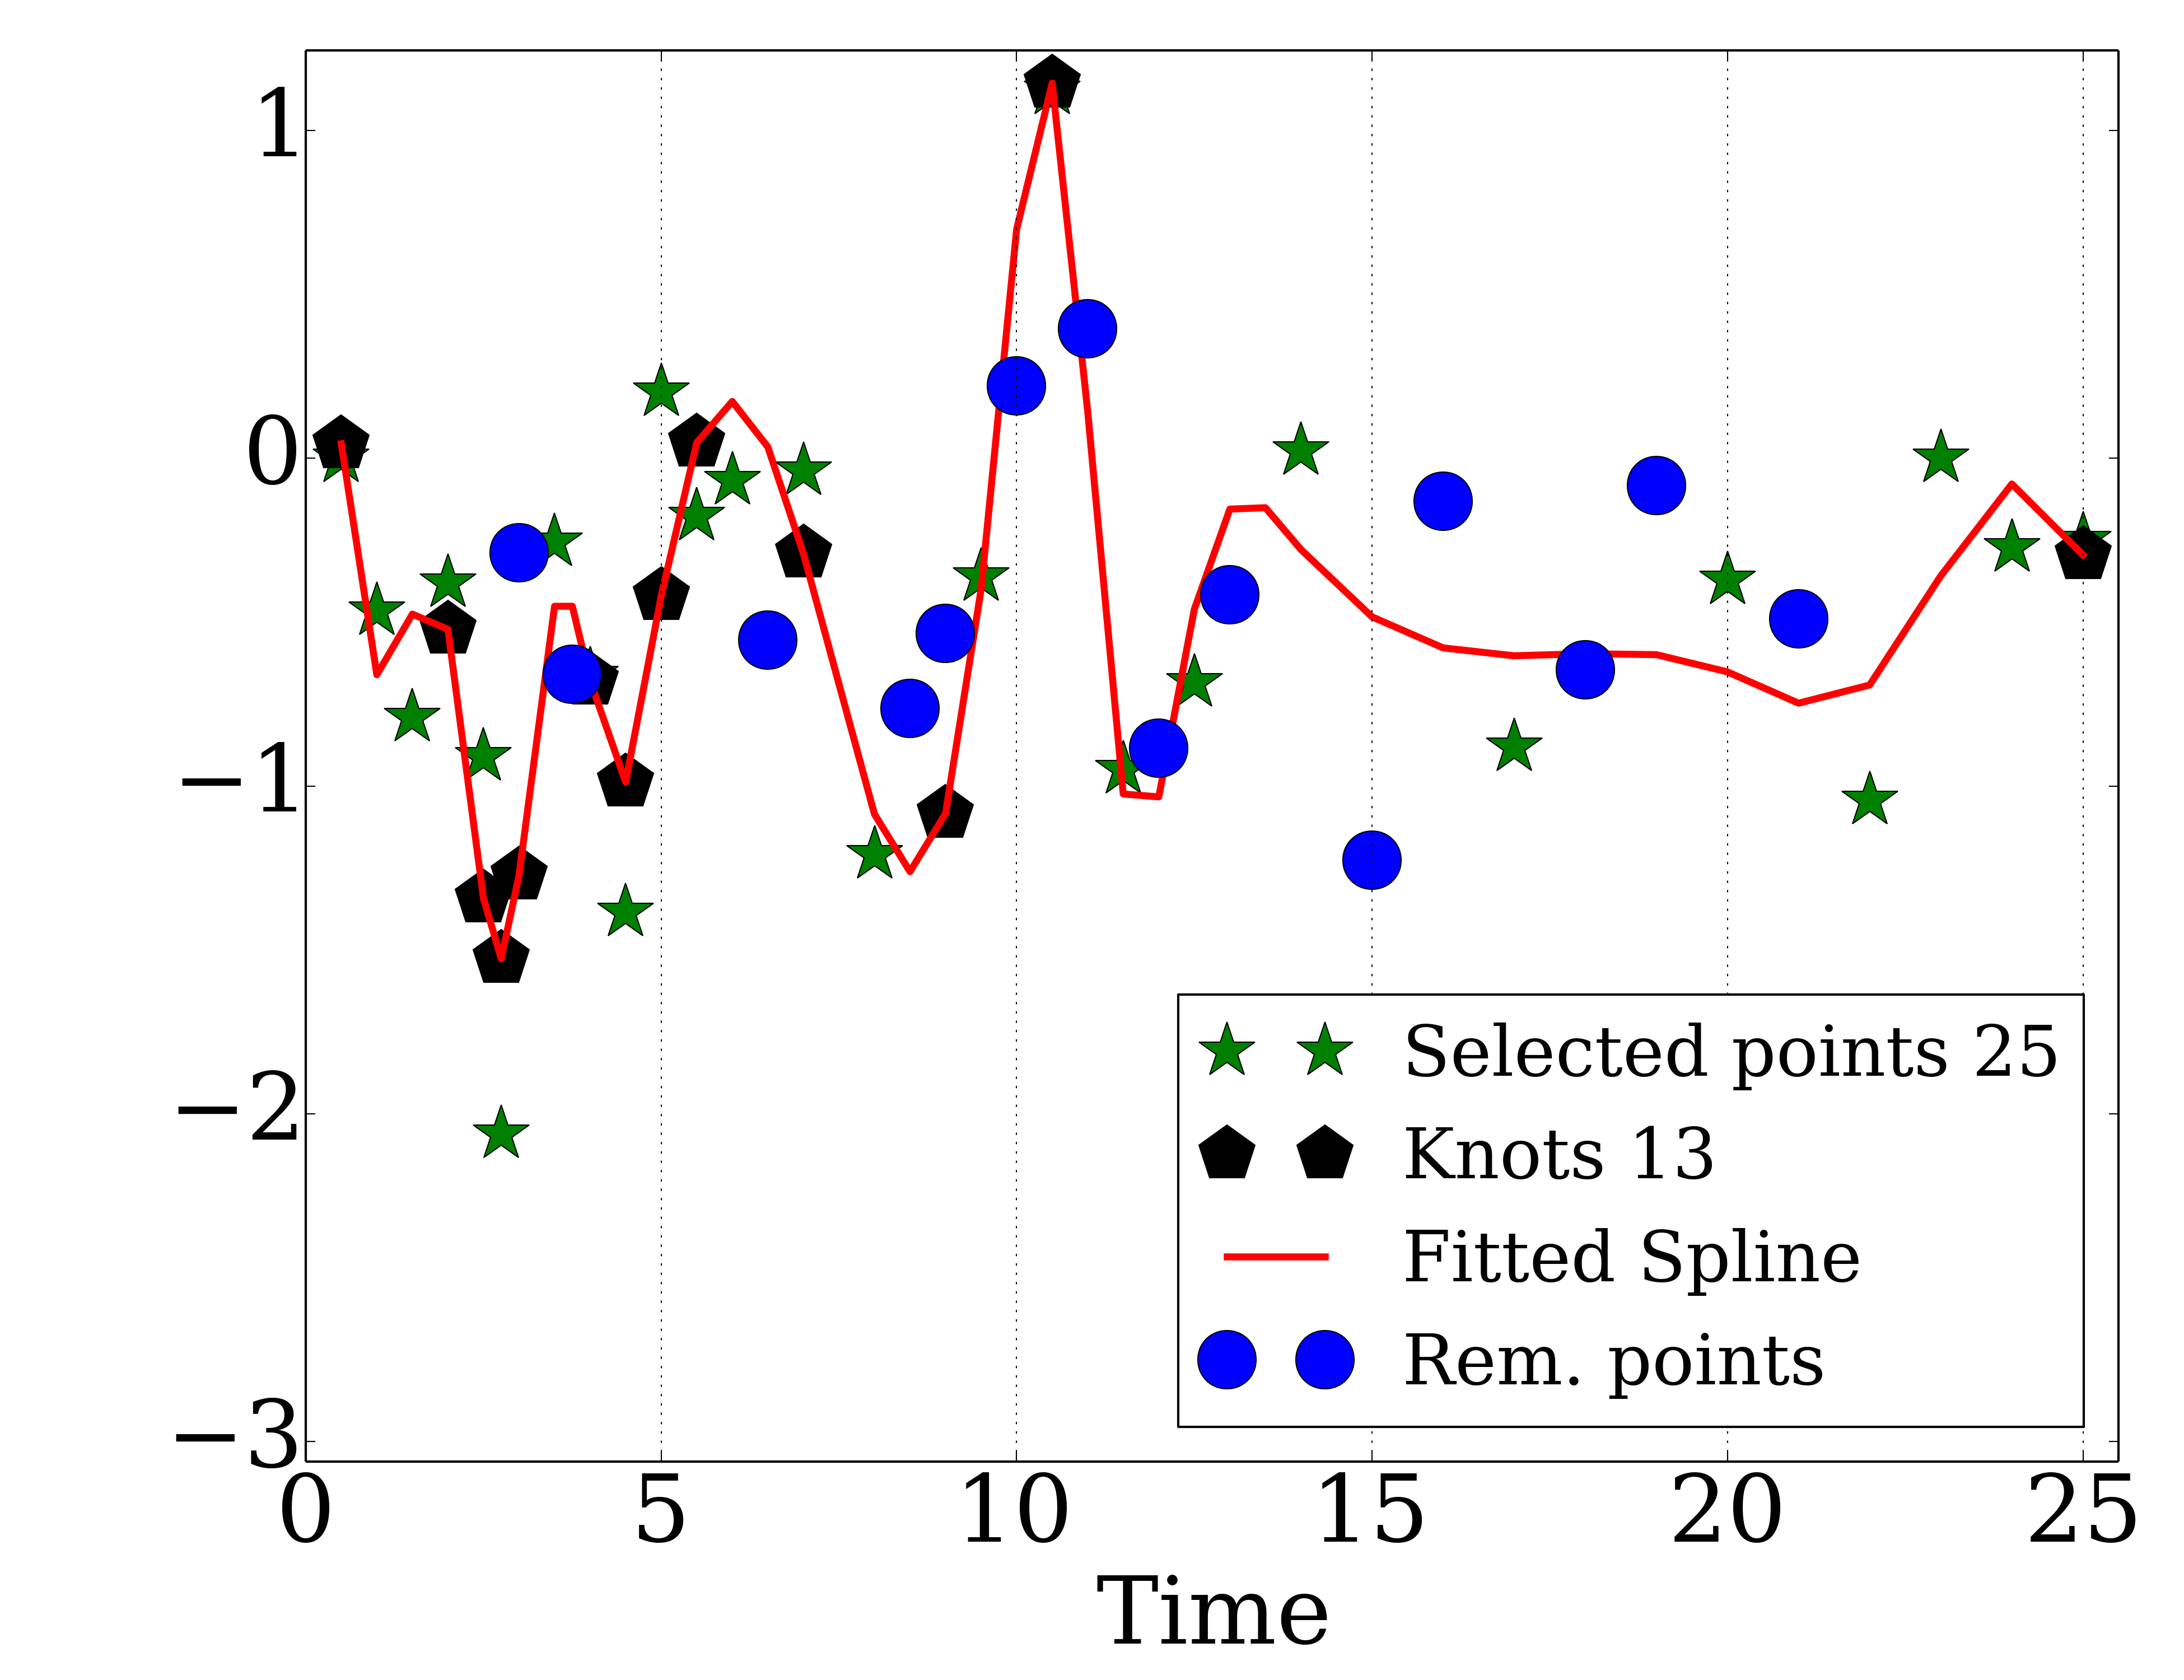 1
0
−1
−2
−3
0 5 10 15 20 25
Time
Selected points 25
Knots 13
Fitted Spline
Rem. points